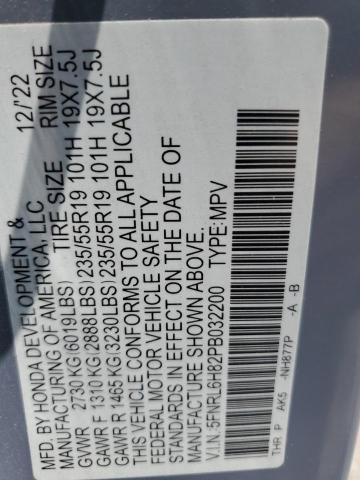 MFD. BY HONDA DEVELOPMENT & 12/'22
MANUFACTURING OF AMERICA, LLC
TIRE SIZE RIM SIZE
GVWR 2730 KG(6019LBS)
GAWR F 1310 KG(2888LBS) 235/55R19 101H 19X7.5J
GAWR R 1465 KG(3230LBS) 235/55R19 101H 19X7.5J
THIS VEHICLE CONFORMS TO ALL APPLICABLE
FEDERAL MOTOR VEHICLE SAFETY
STANDARDS IN EFFECT ON THE DATE OF
MANUFACTURE SHOWN ABOVE.
V.I.N.:5FNRL6H82PB032200 TYPE:MPV
THR P AK5 -NH877P -A -B